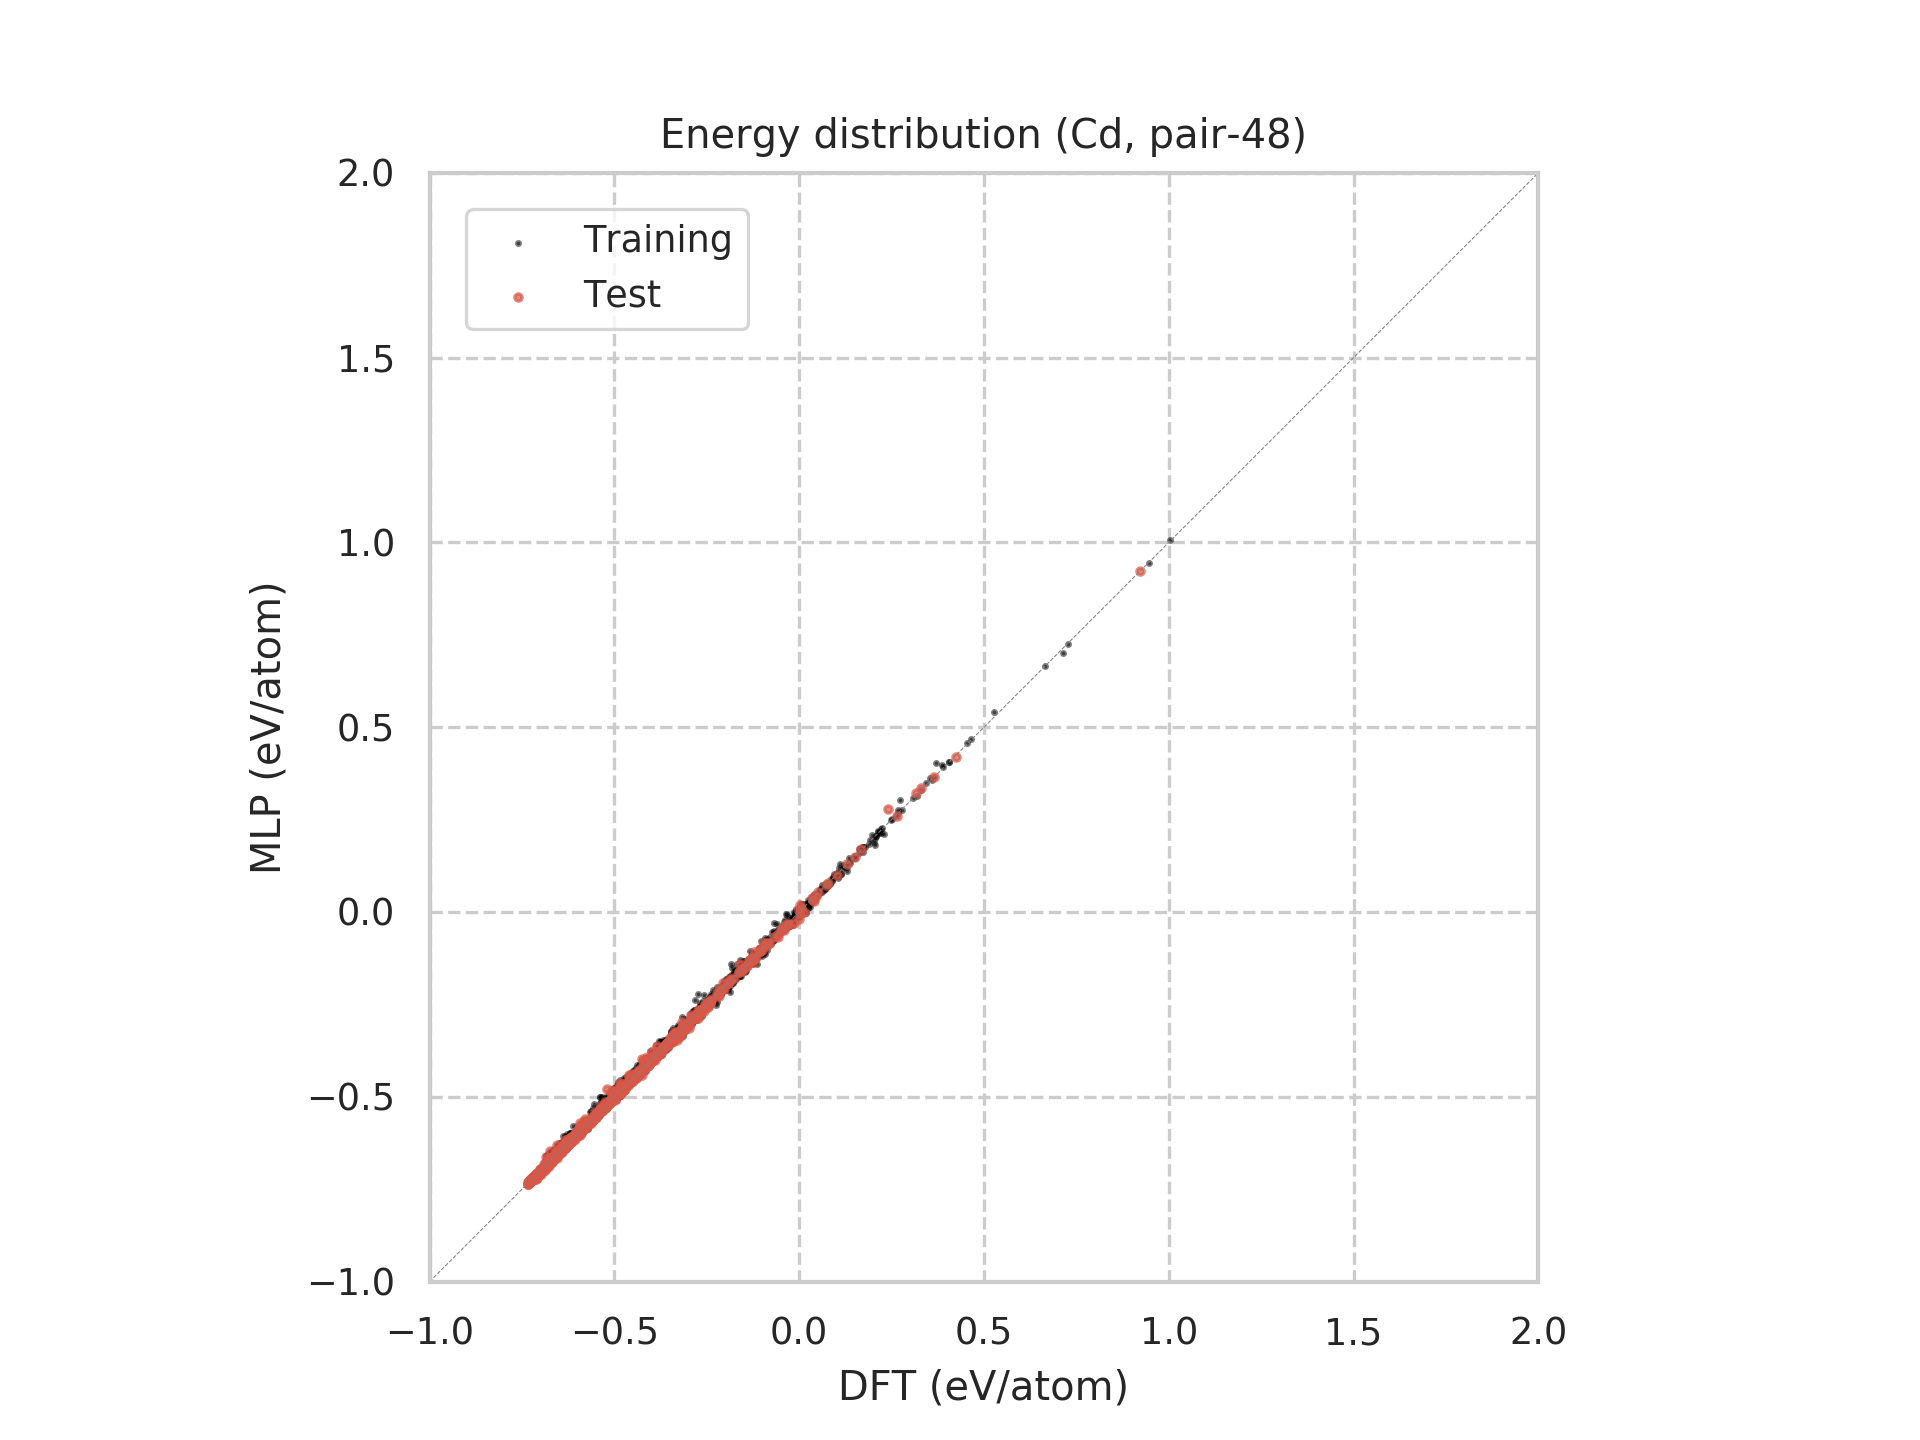 Energy distribution (Cd, pair-48)
2.0
Training
Test
1.5
1.0
0.5
0.0
−0.5
−1.0
MLP (eV/atom)
−1.0 −0.5 0.0 0.5 1.0 1.5 2.0
DFT (eV/atom)